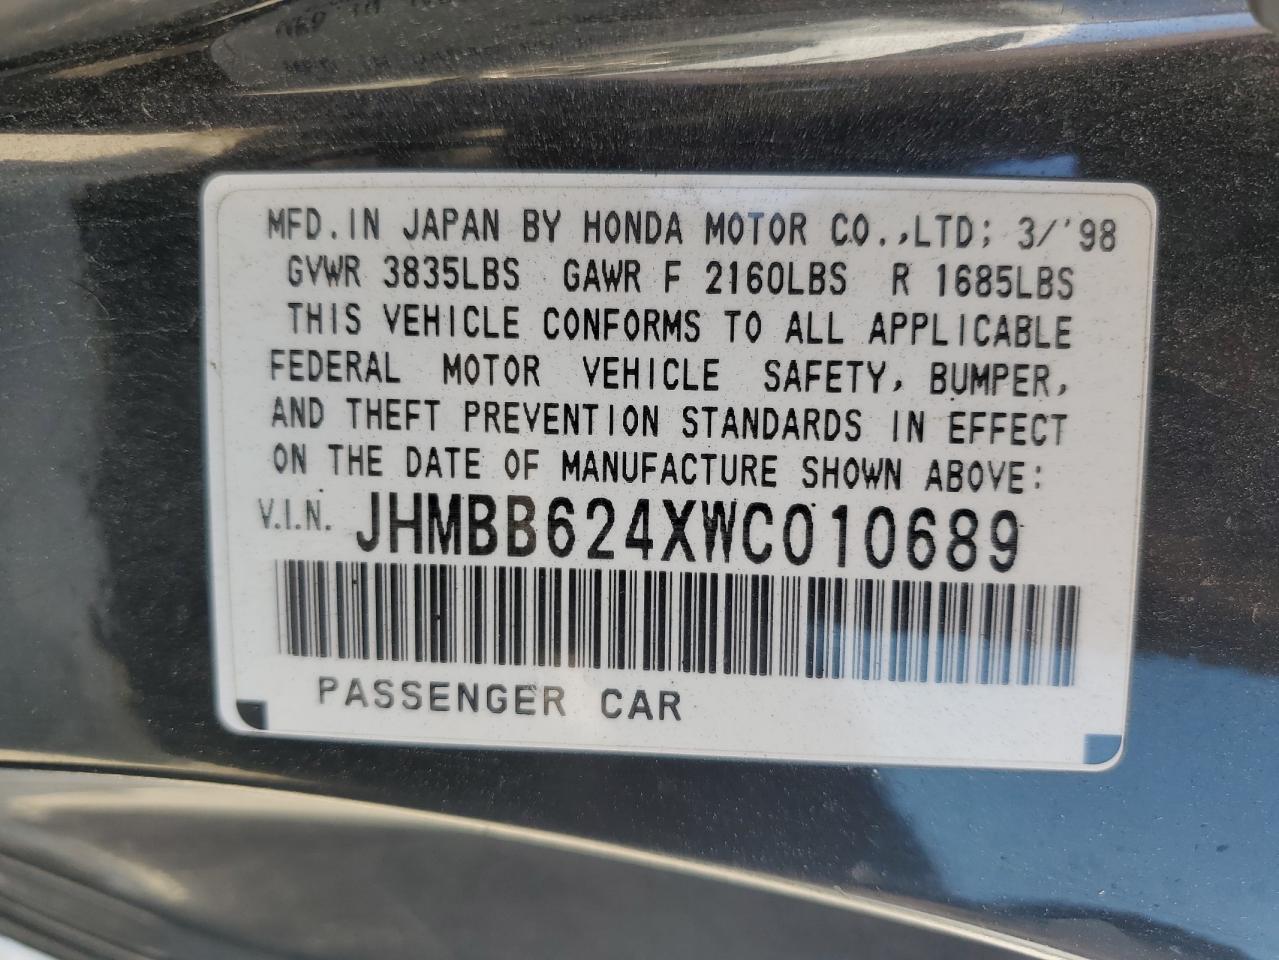 MFD. IN JAPAN BY HONDA MOTOR CO.,LTD; 3/'98
GVWR 3835LBS GAWR F 2160LBS R 1685LBS
THIS VEHICLE CONFORMS TO ALL APPLICABLE
FEDERAL MOTOR VEHICLE SAFETY, BUMPER,
AND THEFT PREVENTION STANDARDS IN EFFECT
ON THE DATE OF MANUFACTURE SHOWN ABOVE:
V.I.N. JHMBB624XWC010689
PASSENGER CAR